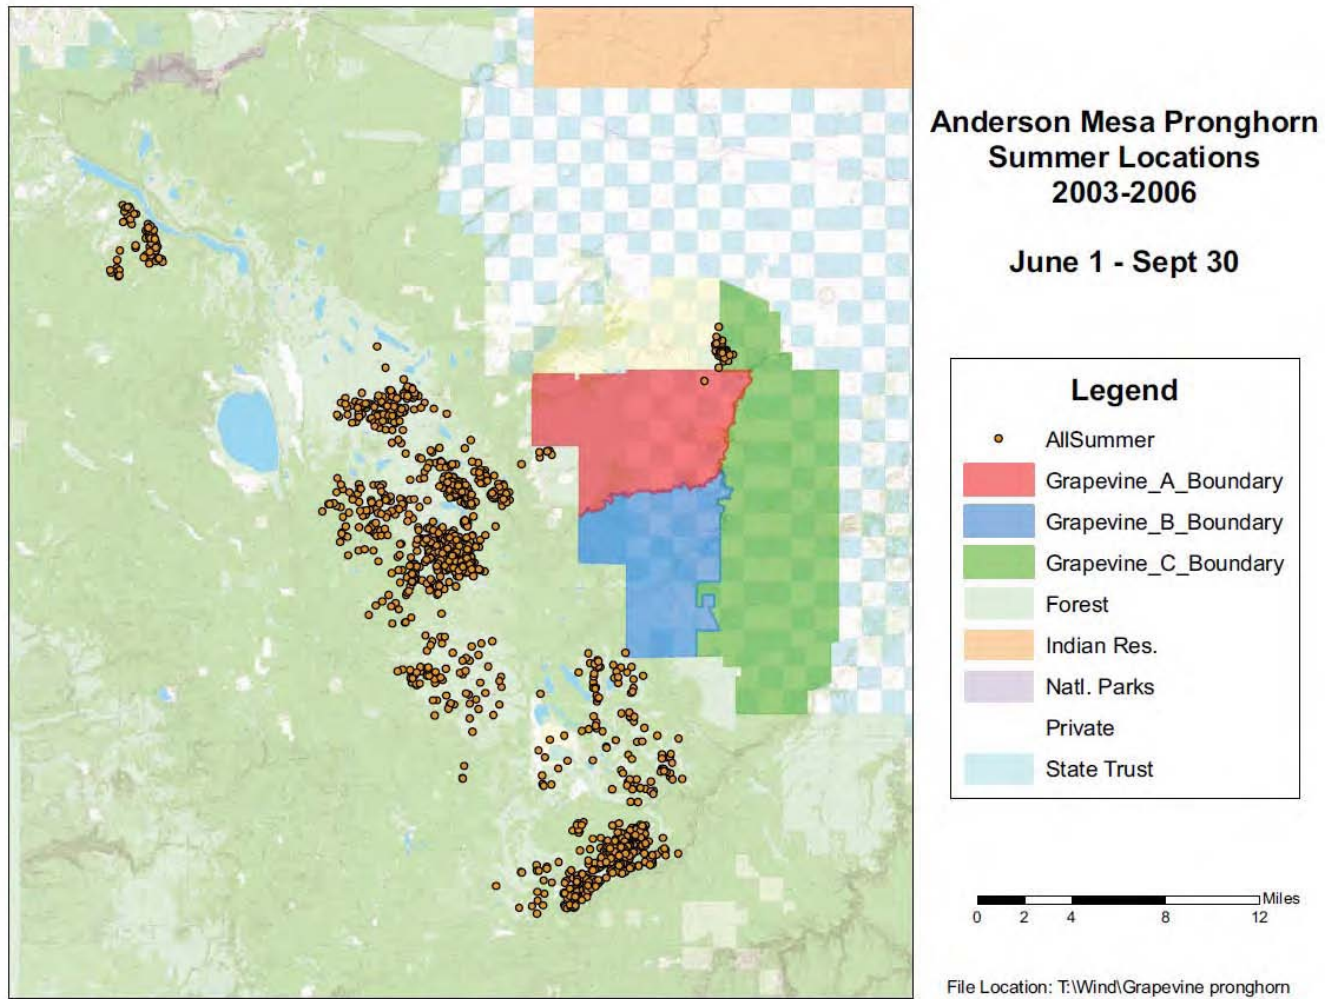 Anderson Mesa Pronghorn
Summer Locations
2003-2006
June 1 - Sept 30
Legend
AllSummer
Grapevine_A_Boundary
Grapevine_B_Boundary
Grapevine_C_Boundary
Forest
Indian Res.
Natl. Parks
Private
State Trust
Miles
0 2 4 8 12
File Location: T:\Wind\Grapevine pronghorn